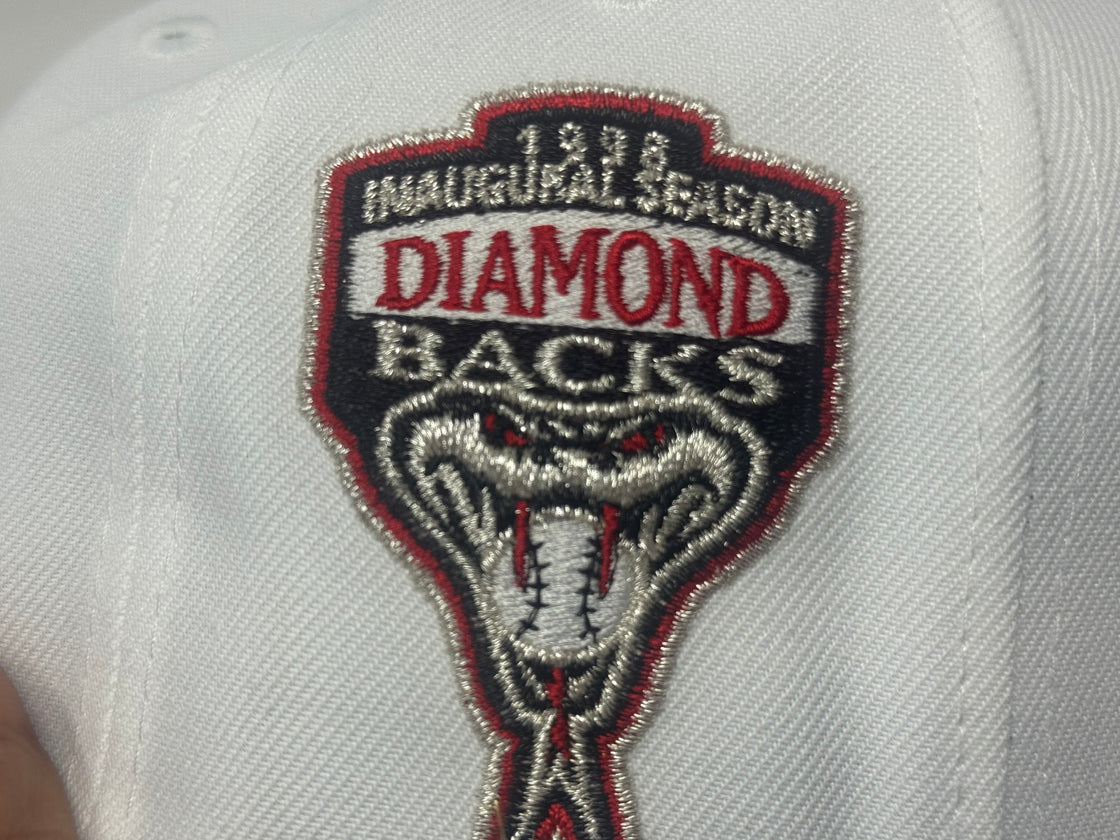 1998
INAUGURAL SEASON
DIAMOND
BACKS